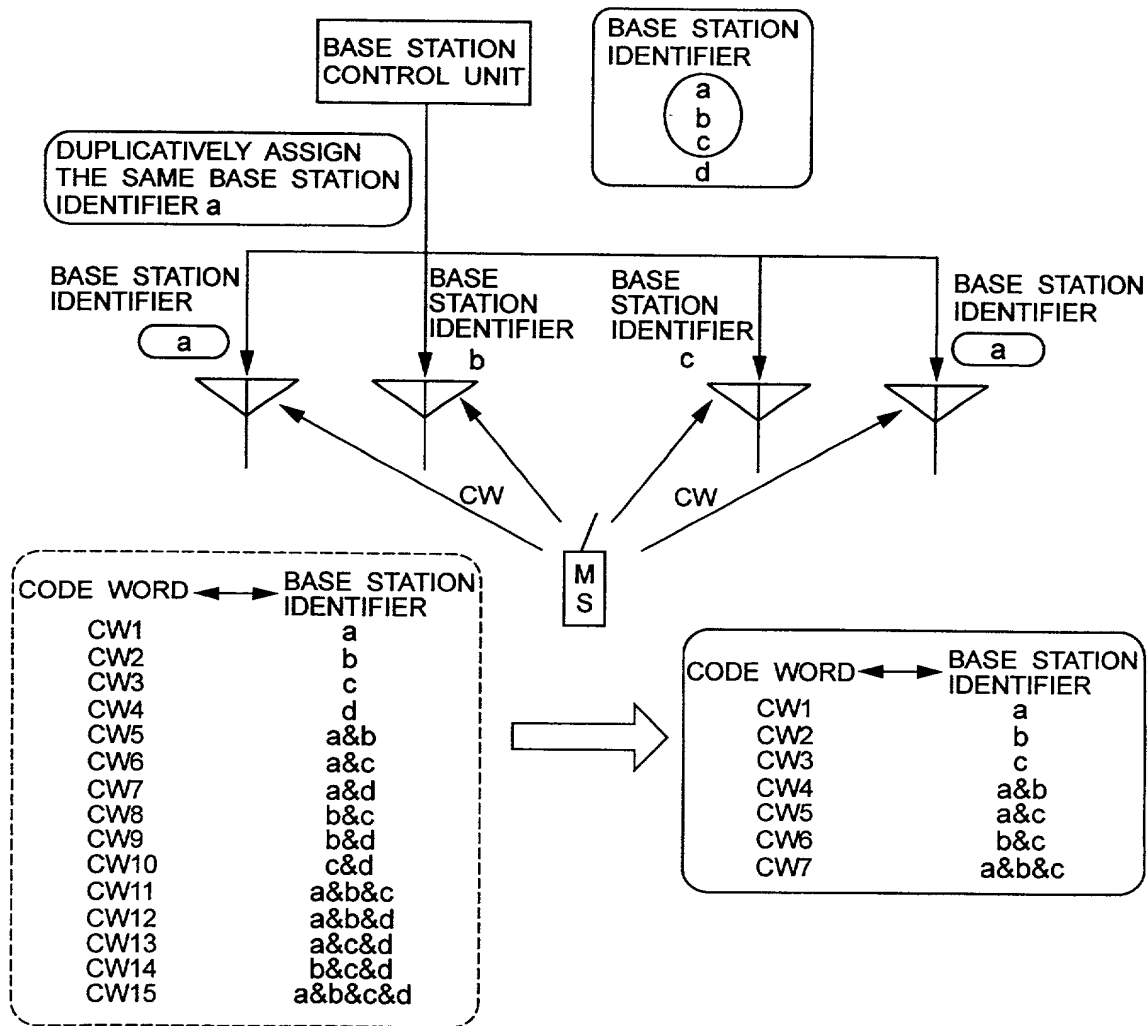 BASE STATION
CONTROL UNIT
BASE STATION
IDENTIFIER
a
b
c
d
DUPLICATIVELY ASSIGN
THE SAME BASE STATION
IDENTIFIER a
BASE STATION
IDENTIFIER
a
BASE
STATION
IDENTIFIER
b
BASE
STATION
IDENTIFIER
c
BASE STATION
IDENTIFIER
a
CW
CW
M
S
CODE WORD BASE STATION
IDENTIFIER
CW1 a
CW2 b
CW3 c
CW4 d
CW5 a&b
CW6 a&c
CW7 a&d
CW8 b&c
CW9 b&d
CW10 c&d
CW11 a&b&c
CW12 a&b&d
CW13 a&c&d
CW14 b&c&d
CW15 a&b&c&d
CODE WORD BASE STATION
IDENTIFIER
CW1 a
CW2 b
CW3 c
CW4 a&b
CW5 a&c
CW6 b&c
CW7 a&b&c